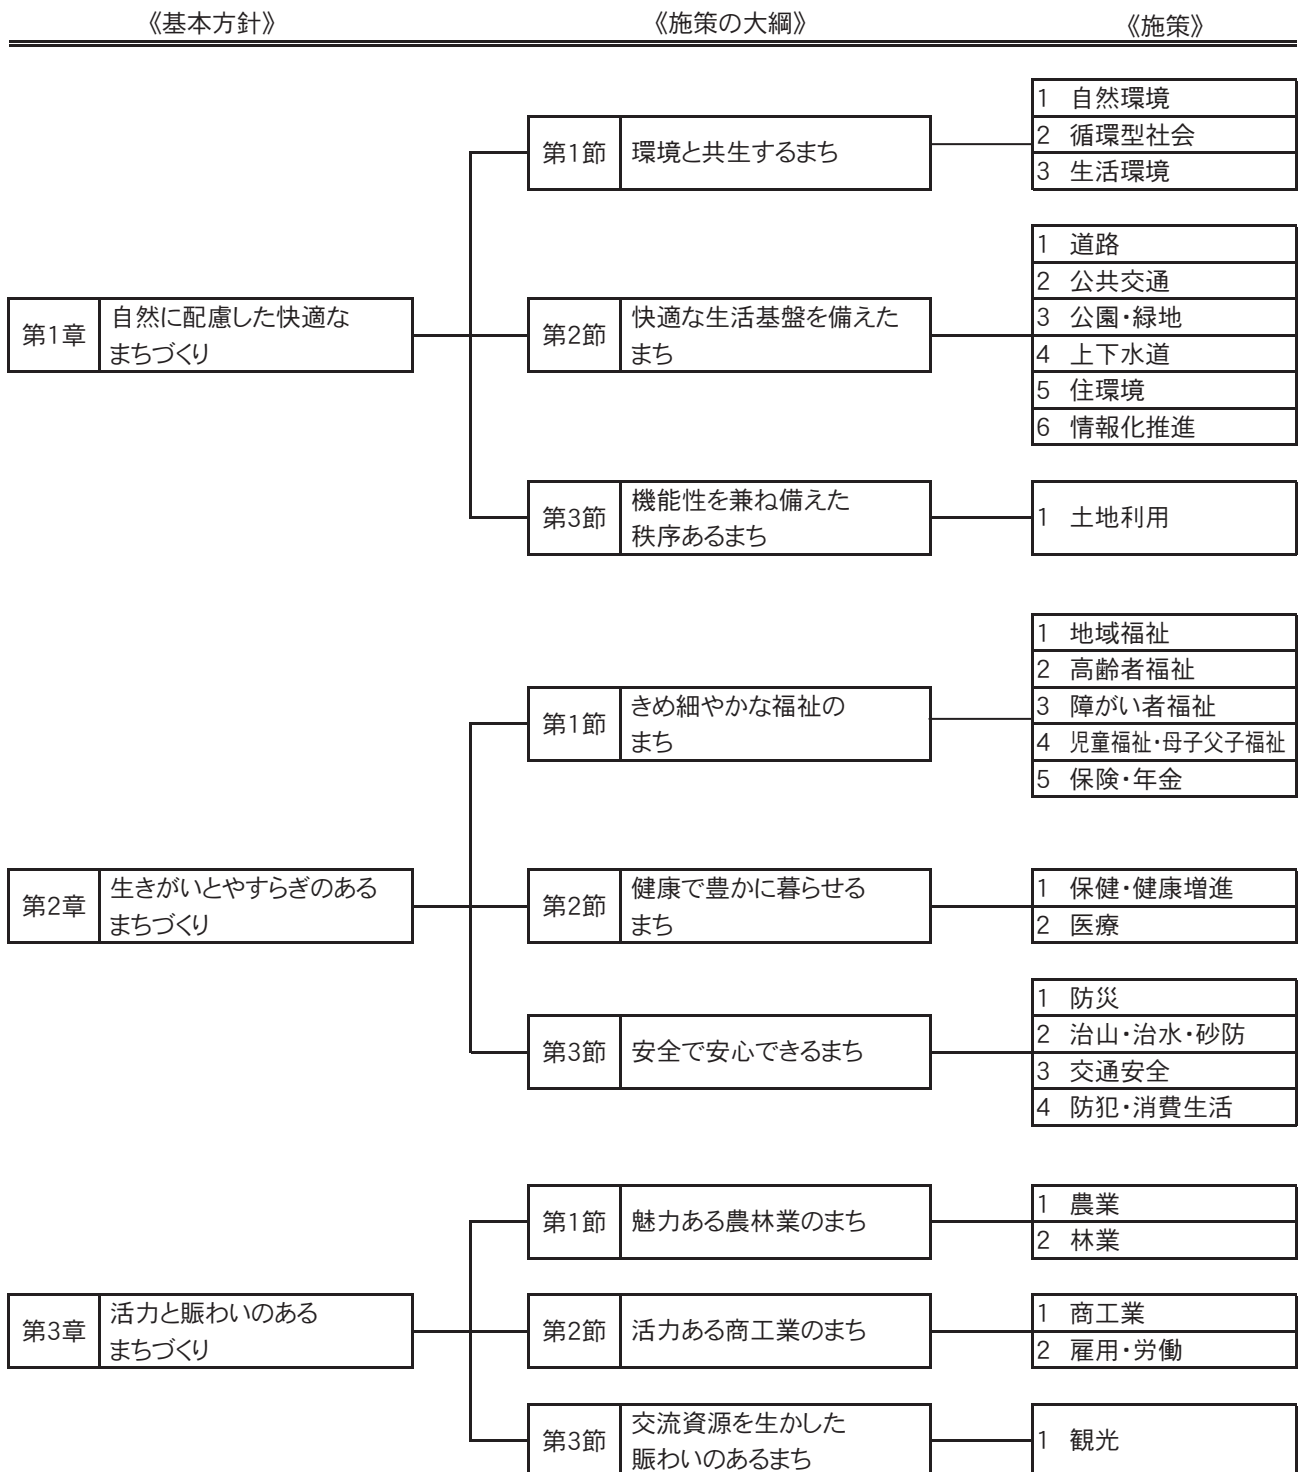 《基本方針》 《施策の大綱》 《施策》
第1章 自然に配慮した快適な
まちづくり
第1節 環境と共生するまち
1 自然環境
2 循環型社会
3 生活環境
第2節 快適な生活基盤を備えた
まち
1 道路
2 公共交通
3 公園・緑地
4 上下水道
5 住環境
6 情報化推進
第3節 機能性を兼ね備えた
秩序あるまち
1 土地利用
第2章 生きがいとやすらぎのある
まちづくり
第1節 きめ細やかな福祉の
まち
1 地域福祉
2 高齢者福祉
3 障がい者福祉
4 児童福祉・母子父子福祉
5 保険・年金
第2節 健康で豊かに暮らせる
まち
1 保健・健康増進
2 医療
第3節 安全で安心できるまち
1 防災
2 治山・治水・砂防
3 交通安全
4 防犯・消費生活
第3章 活力と賑わいのある
まちづくり
第1節 魅力ある農林業のまち
1 農業
2 林業
第2節 活力ある商工業のまち
1 商工業
2 雇用・労働
第3節 交流資源を生かした
賑わいのあるまち
1 観光